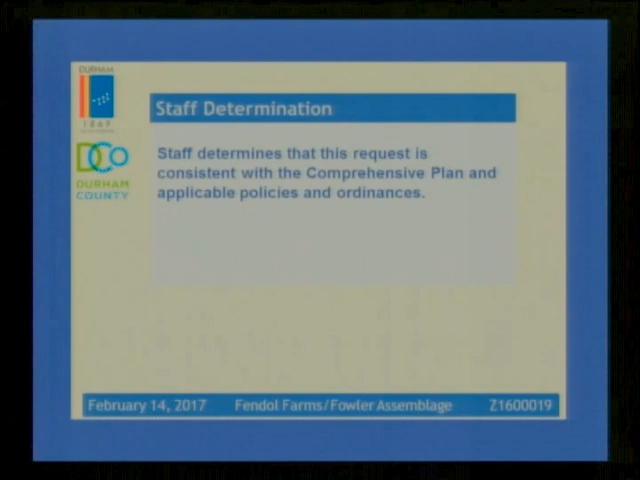 DURHAM
1869
DCo
DURHAM
COUNTY
Staff Determination
Staff determines that this request is
consistent with the Comprehensive Plan and
applicable policies and ordinances.
February 14, 2017 Fendol Farms/Fowler Assemblage Z1600019